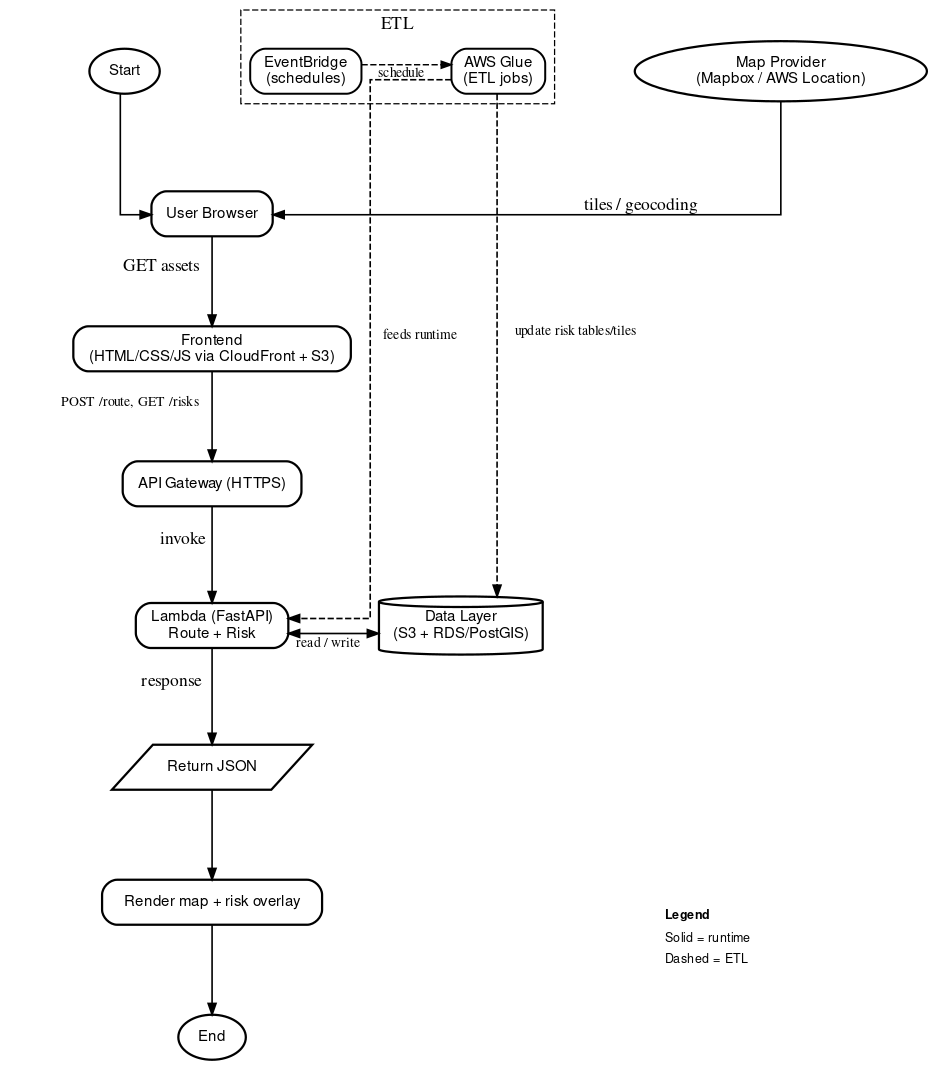 ETL
Start
EventBridge
(schedules)
schedule
AWS Glue
(ETL jobs)
Map Provider
(Mapbox / AWS Location)
User Browser
tiles / geocoding
GET assets
Frontend
(HTML/CSS/JS via CloudFront + S3)
feeds runtime
update risk tables/tiles
POST /route, GET /risks
API Gateway (HTTPS)
invoke
Lambda (FastAPI)
Route + Risk
read / write
Data Layer
(S3 + RDS/PostGIS)
response
Return JSON
Render map + risk overlay
Legend
Solid = runtime
Dashed = ETL
End